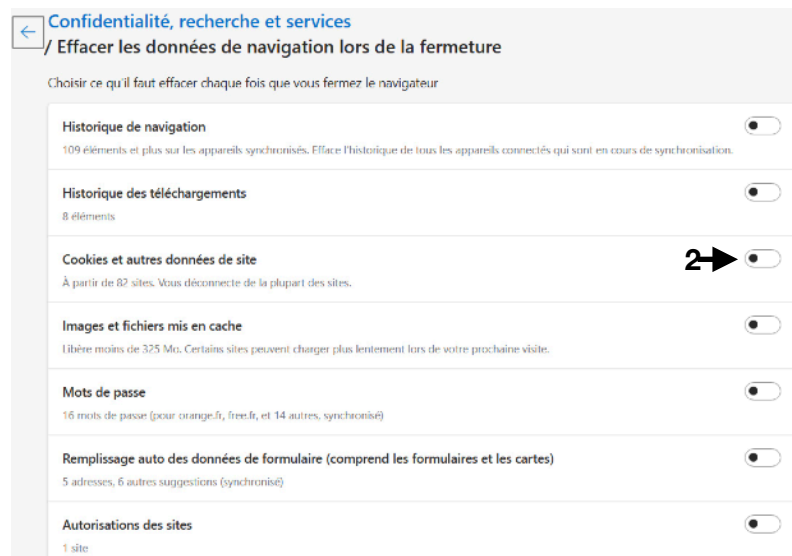 Confidentialité, recherche et services
/ Effacer les données de navigation lors de la fermeture
Choisir ce qu'il faut effacer chaque fois que vous fermez le navigateur
Historique de navigation
109 éléments et plus sur les appareils synchronisés. Efface l'historique de tous les appareils connectés qui sont en cours de synchronisation.
Historique des téléchargements
8 éléments
Cookies et autres données de site
2
À partir de 82 sites. Vous déconnecte de la plupart des sites.
Images et fichiers mis en cache
Libère moins de 325 Mo. Certains sites peuvent charger plus lentement lors de votre prochaine visite.
Mots de passe
16 mots de passe (pour orange.fr, free.fr, et 14 autres, synchronisé)
Remplissage auto des données de formulaire (comprend les formulaires et les cartes)
5 adresses, 6 autres suggestions (synchronisé)
Autorisations des sites
1 site